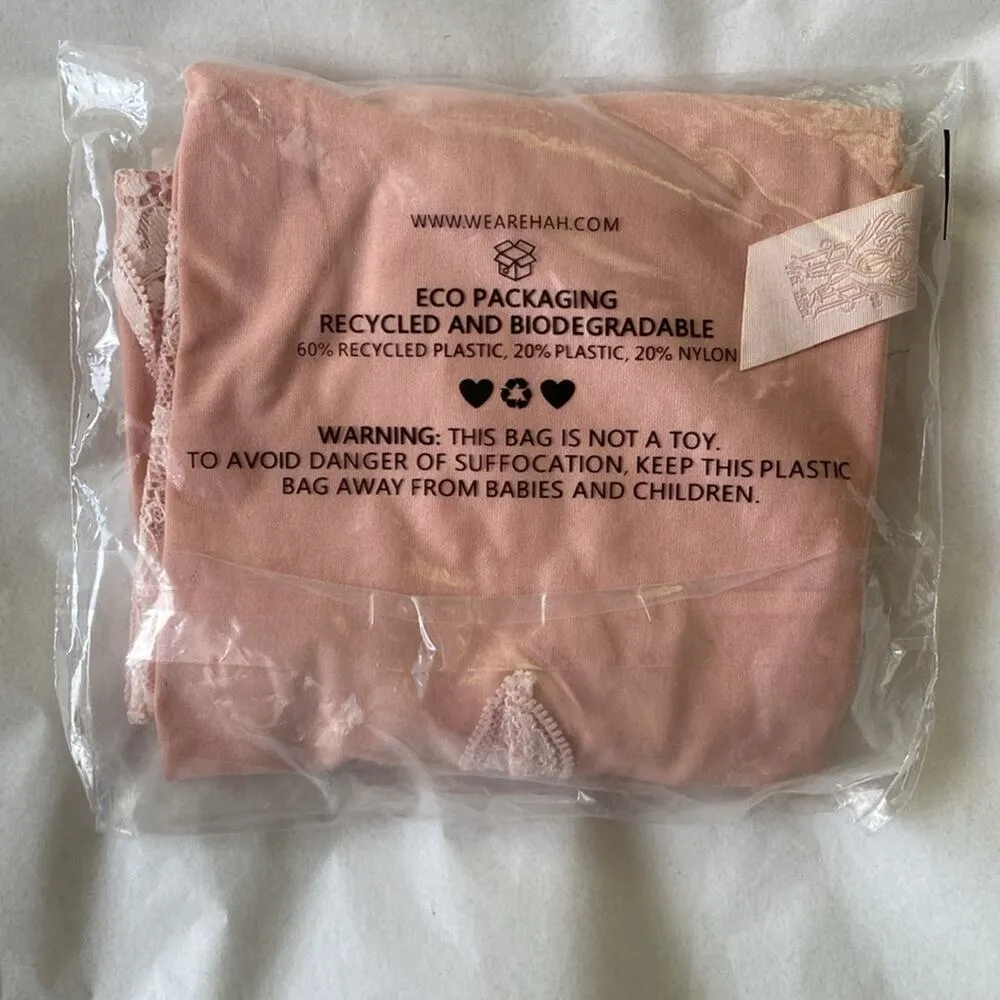 WWW.WEAREHAH.COM
ECO PACKAGING
RECYCLED AND BIODEGRADABLE
60% RECYCLED PLASTIC, 20% PLASTIC, 20% NYLON
WARNING: THIS BAG IS NOT A TOY.
TO AVOID DANGER OF SUFFOCATION, KEEP THIS PLASTIC
BAG AWAY FROM BABIES AND CHILDREN.